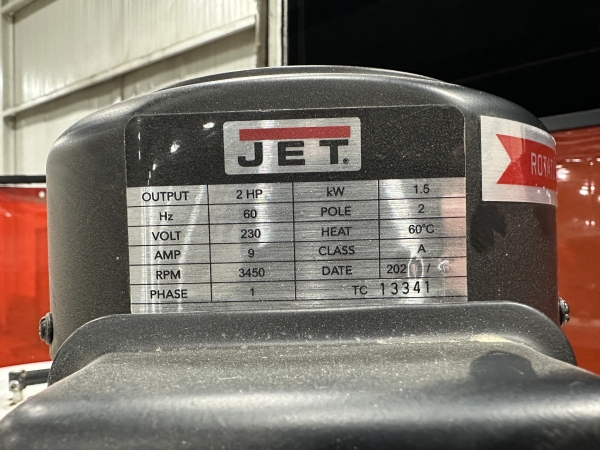 JET®
OUTPUT 2 HP kW 1.5
Hz 60 POLE 2
VOLT 230 HEAT 60°C
AMP 9 CLASS A
RPM 3450 DATE
PHASE 1 TC 13341